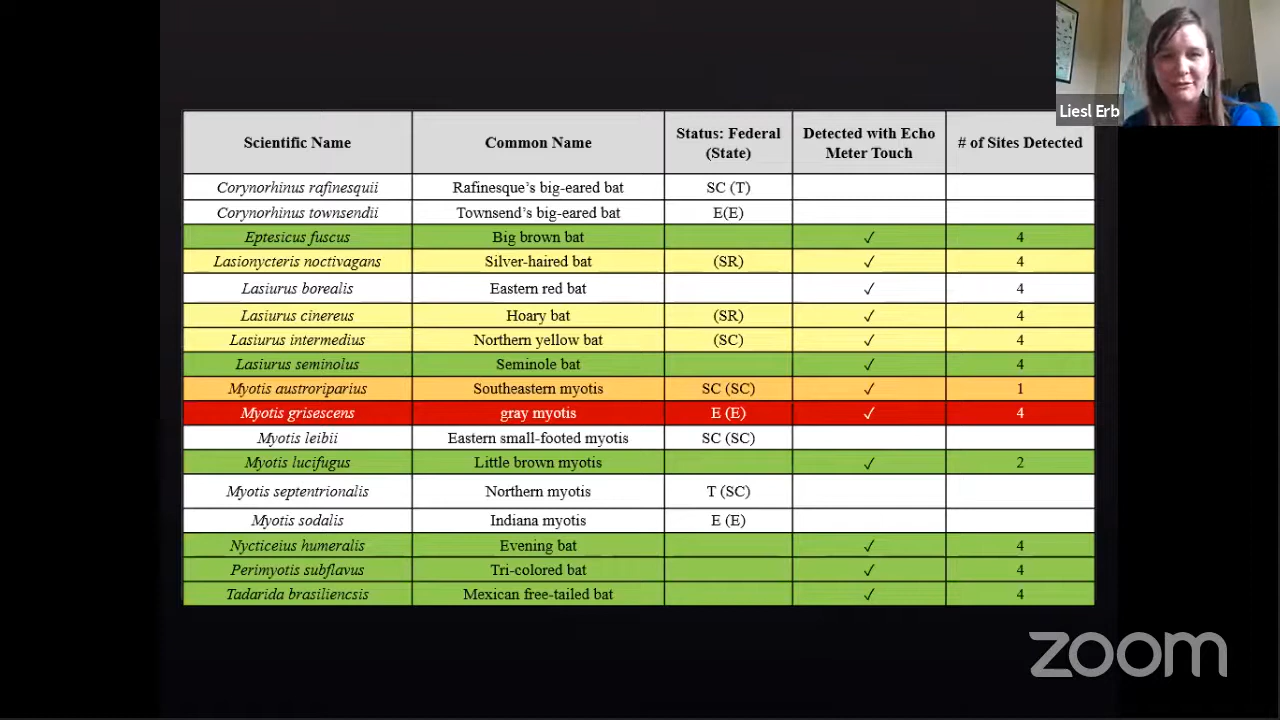 Liesl Erb
Scientific Name Common Name Status: Federal (State) Detected with Echo Meter Touch # of Sites Detected
Corynorhinus rafinesquii Rafinesque's big-eared bat SC (T)
Corynorhinus townsendii Townsend's big-eared bat E(E)
Eptesicus fuscus Big brown bat ✓ 4
Lasionycteris noctivagans Silver-haired bat (SR) ✓ 4
Lasiurus borealis Eastern red bat ✓ 4
Lasiurus cinereus Hoary bat (SR) ✓ 4
Lasiurus intermedius Northern yellow bat (SC) ✓ 4
Lasiurus seminolus Seminole bat ✓ 4
Myotis austroriparius Southeastern myotis SC (SC) ✓ 1
Myotis grisescens gray myotis E (E) ✓ 4
Myotis leibii Eastern small-footed myotis SC (SC)
Myotis lucifugus Little brown myotis ✓ 2
Myotis septentrionalis Northern myotis T (SC)
Myotis sodalis Indiana myotis E (E)
Nycticeius humeralis Evening bat ✓ 4
Perimyotis subflavus Tri-colored bat ✓ 4
Tadarida brasiliencsis Mexican free-tailed bat ✓ 4
zoom